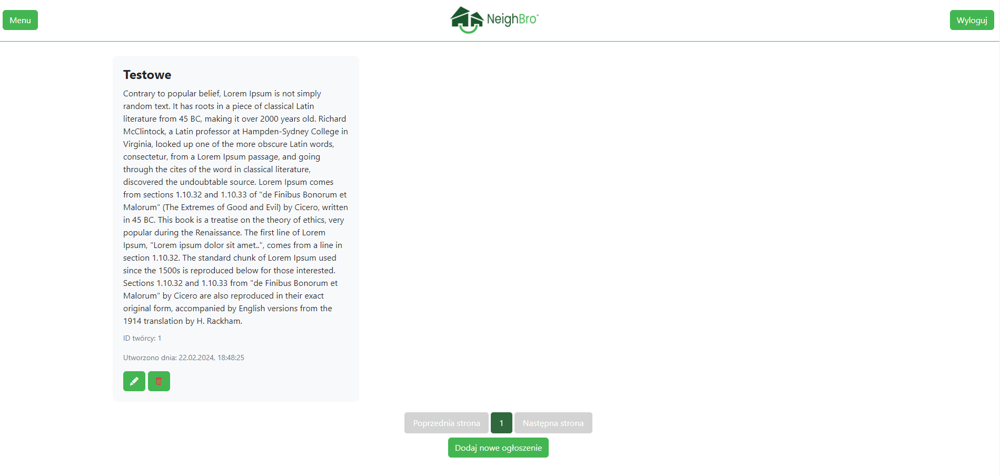 Menu
NeighBro™
Wyloguj
Testowe
Contrary to popular belief, Lorem Ipsum is not simply
random text. It has roots in a piece of classical Latin
literature from 45 BC, making it over 2000 years old. Richard
McClintock, a Latin professor at Hampden-Sydney College in
Virginia, looked up one of the more obscure Latin words,
consectetur, from a Lorem Ipsum passage, and going
through the cites of the word in classical literature,
discovered the undoubtable source. Lorem Ipsum comes
from sections 1.10.32 and 1.10.33 of "de Finibus Bonorum et
Malorum" (The Extremes of Good and Evil) by Cicero, written
in 45 BC. This book is a treatise on the theory of ethics, very
popular during the Renaissance. The first line of Lorem
Ipsum, "Lorem ipsum dolor sit amet..", comes from a line in
section 1.10.32. The standard chunk of Lorem Ipsum used
since the 1500s is reproduced below for those interested.
Sections 1.10.32 and 1.10.33 from "de Finibus Bonorum et
Malorum" by Cicero are also reproduced in their exact
original form, accompanied by English versions from the
1914 translation by H. Rackham.
ID twórcy: 1
Utworzono dnia: 22.02.2024, 18:48:25
Poprzednia strona 1 Następna strona
Dodaj nowe ogłoszenie